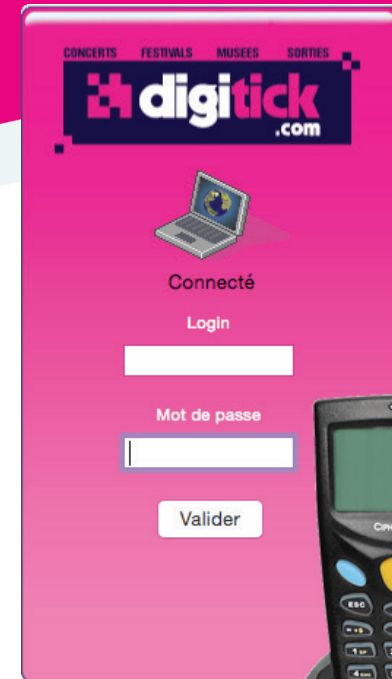 CONCERTS FESTIVALS MUSEES SORTIES
digitick
.com
Connecté
Login
Mot de passe
Valider
ESC